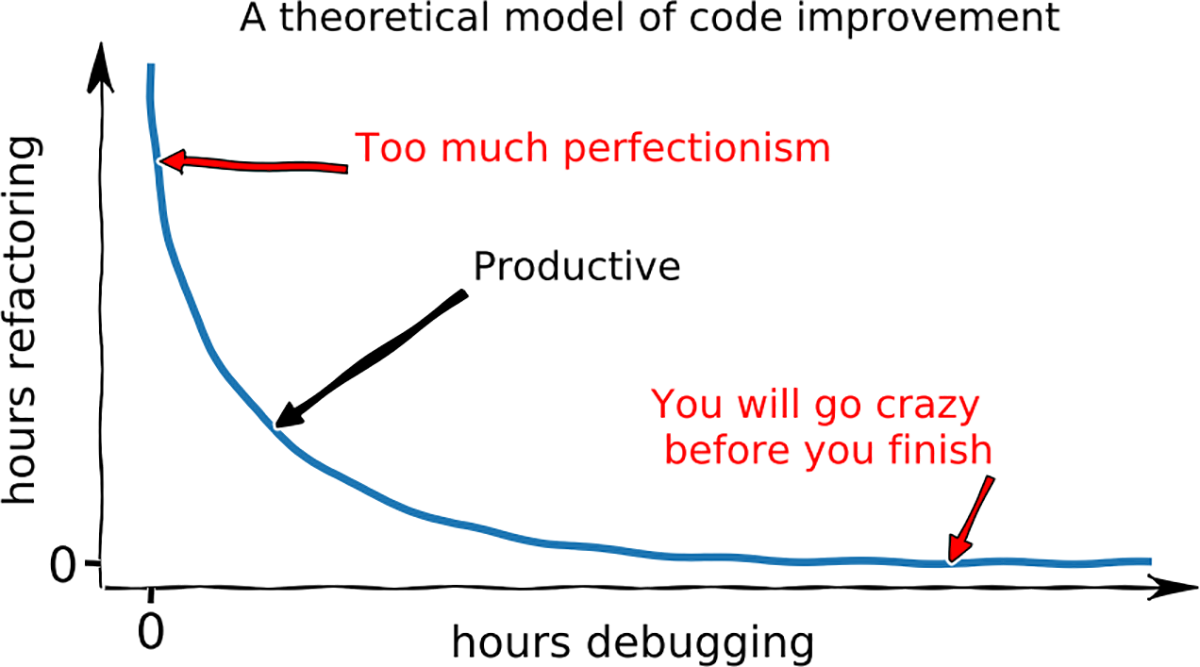 A theoretical model of code improvement
Too much perfectionism
Productive
You will go crazy
before you finish
hours refactoring
0
0
hours debugging